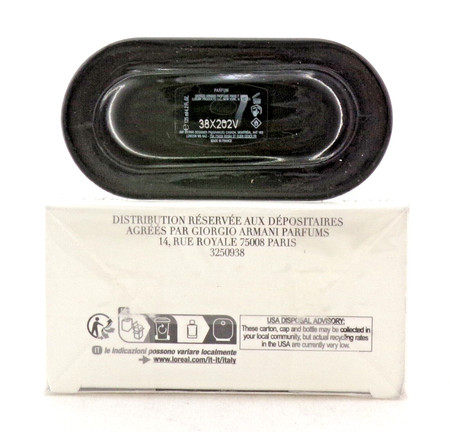 PARFUM
38X202V
MADE IN FRANCE
DISTRIBUTION RÉSERVÉE AUX DÉPOSITAIRES
AGRÉÉS PAR GIORGIO ARMANI PARFUMS
14, RUE ROYALE 75008 PARIS
3250938
IT le indicazioni possono variare localmente
www.loreal.com/it-it/italy
USA DISPOSAL ADVISORY:
These carton, cap and bottle may be collected in
your local community, but actual recycling rates
in the USA are currently very low.